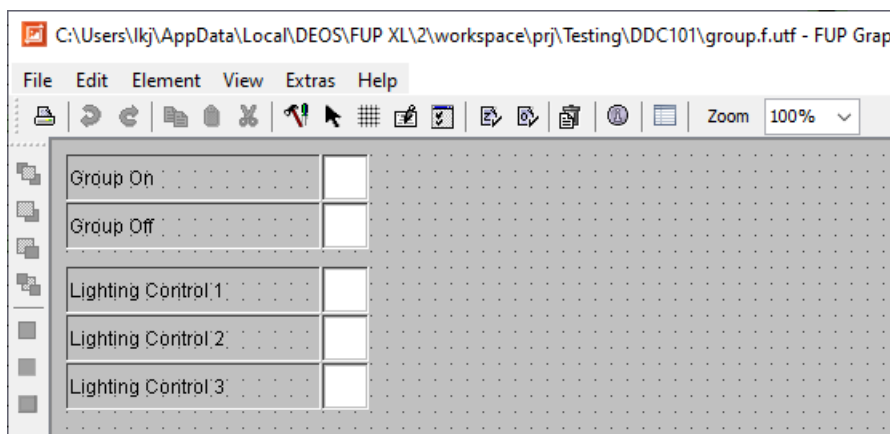 C:\Users\lkj\AppData\Local\DEOS\FUP XL\2\workspace\prj\Testing\DDC101\group.f.utf - FUP Grap
File Edit Element View Extras Help
Zoom 100%
Group On
Group Off
Lighting Control 1
Lighting Control 2
Lighting Control 3